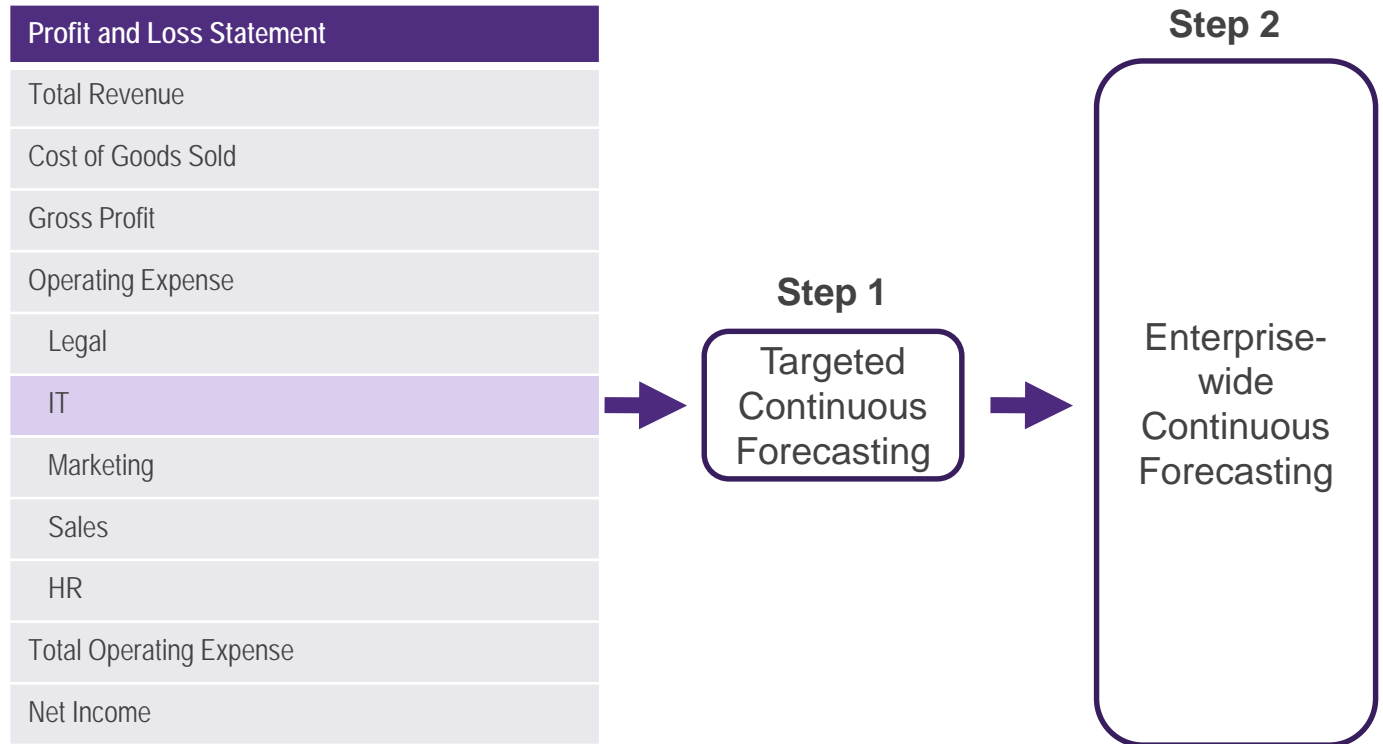 Profit and Loss Statement
Total Revenue
Cost of Goods Sold
Gross Profit
Operating Expense
Legal
IT
Marketing
Sales
HR
Total Operating Expense
Net Income
Step 1
Targeted
Continuous
Forecasting
Step 2
Enterprise-
wide
Continuous
Forecasting